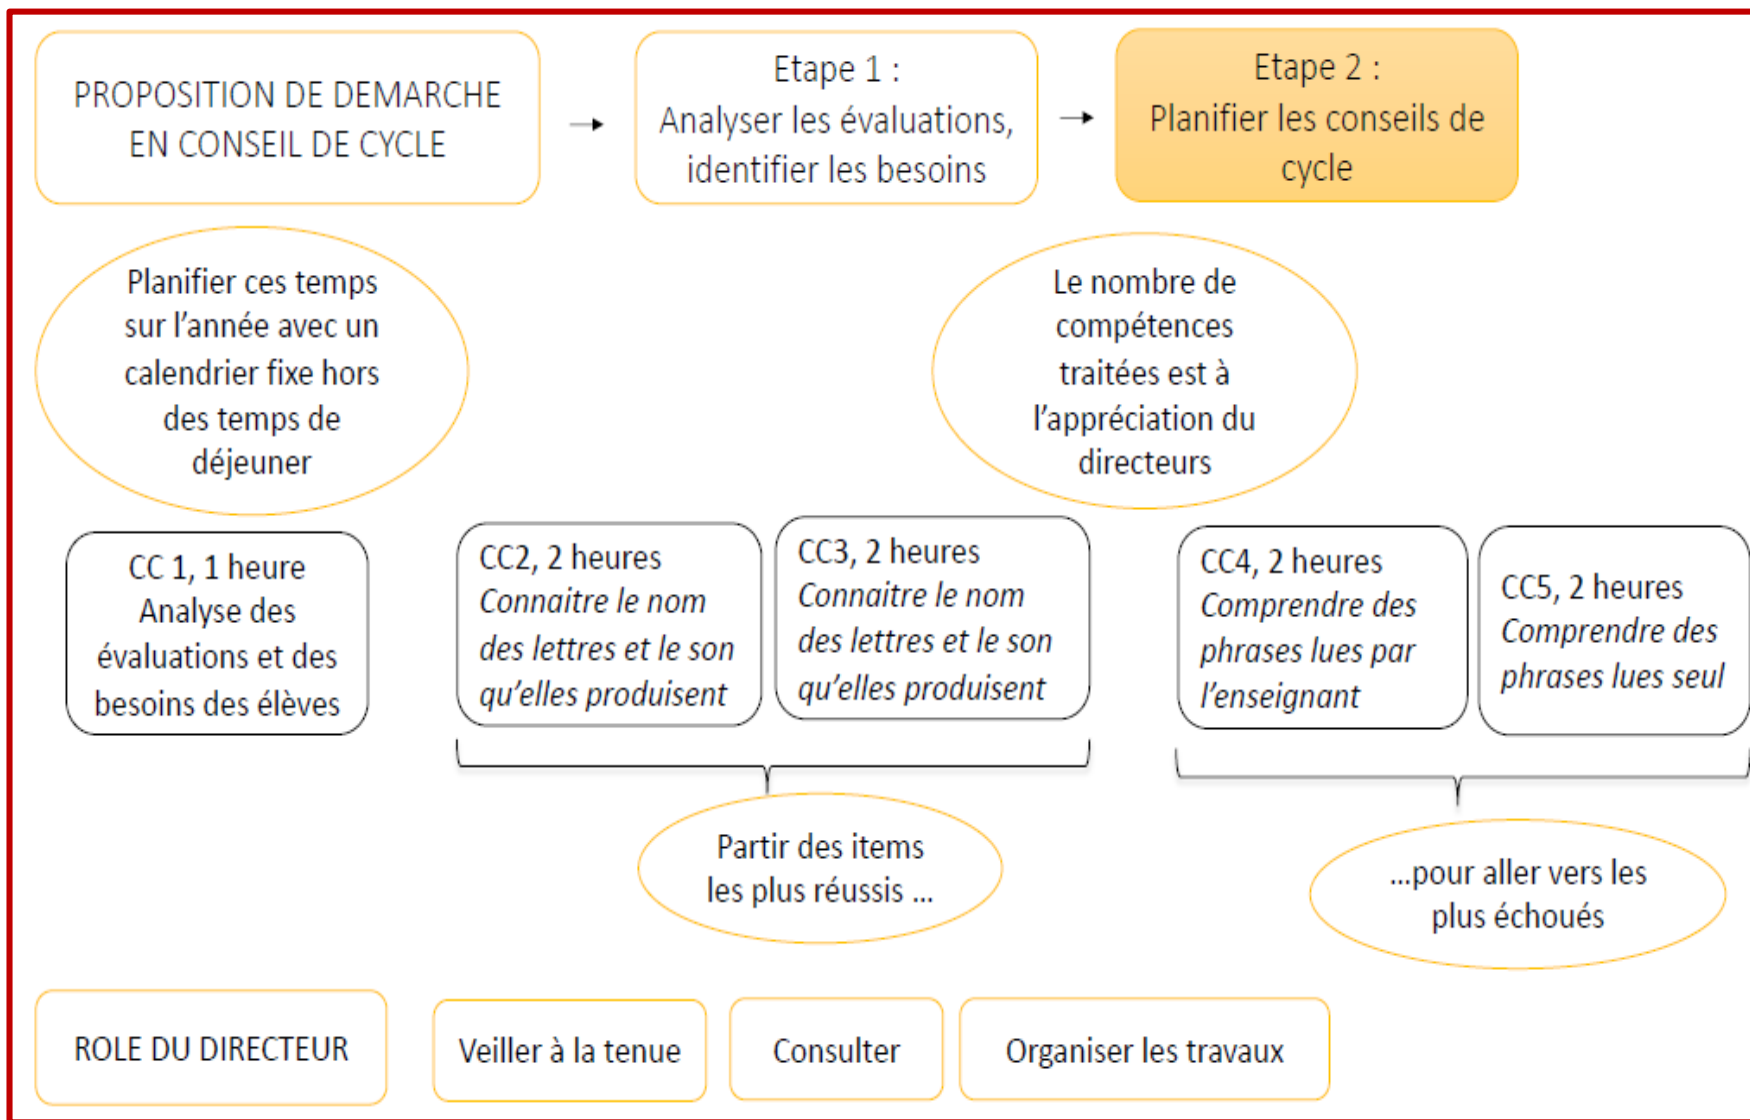 PROPOSITION DE DEMARCHE
EN CONSEIL DE CYCLE
Etape 1 :
Analyser les évaluations,
identifier les besoins
Etape 2 :
Planifier les conseils de
cycle
Planifier ces temps
sur l’année avec un
calendrier fixe hors
des temps de
déjeuner
Le nombre de
compétences
traitées est à
l’appréciation du
directeurs
CC 1, 1 heure
Analyse des
évaluations et des
besoins des élèves
CC2, 2 heures
Connaitre le nom
des lettres et le son
qu’elles produisent
CC3, 2 heures
Connaitre le nom
des lettres et le son
qu’elles produisent
CC4, 2 heures
Comprendre des
phrases lues par
l’enseignant
CC5, 2 heures
Comprendre des
phrases lues seul
Partir des items
les plus réussis ...
...pour aller vers les
plus échoués
ROLE DU DIRECTEUR
Veiller à la tenue
Consulter
Organiser les travaux